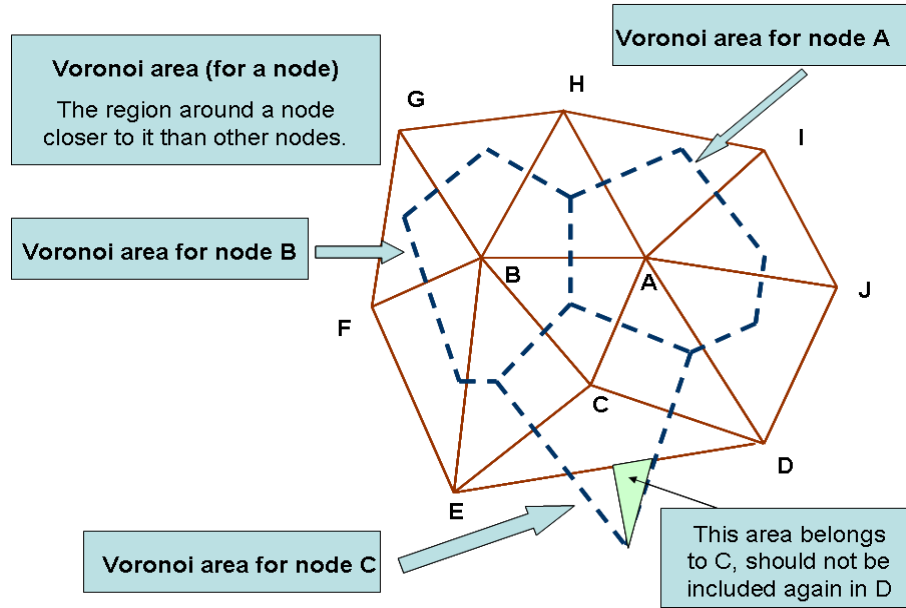 Voronoi area for node A
Voronoi area (for a node)
The region around a node
closer to it than other nodes.
H
G
I
Voronoi area for node B
B
A
J
F
C
D
E
This area belongs
to C, should not be
included again in D
Voronoi area for node C